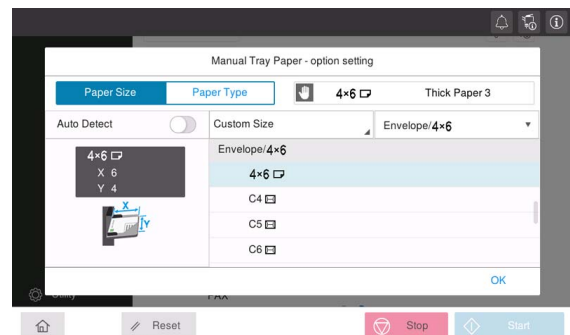 Manual Tray Paper - option setting
Paper Size
Paper Type
4×6
Thick Paper 3
Auto Detect
Custom Size
Envelope/4×6
4×6
X 6
Y 4
X
Y
Envelope/4×6
4×6
C4
C5
C6
OK
Utility
FAX
Reset
Stop
Start